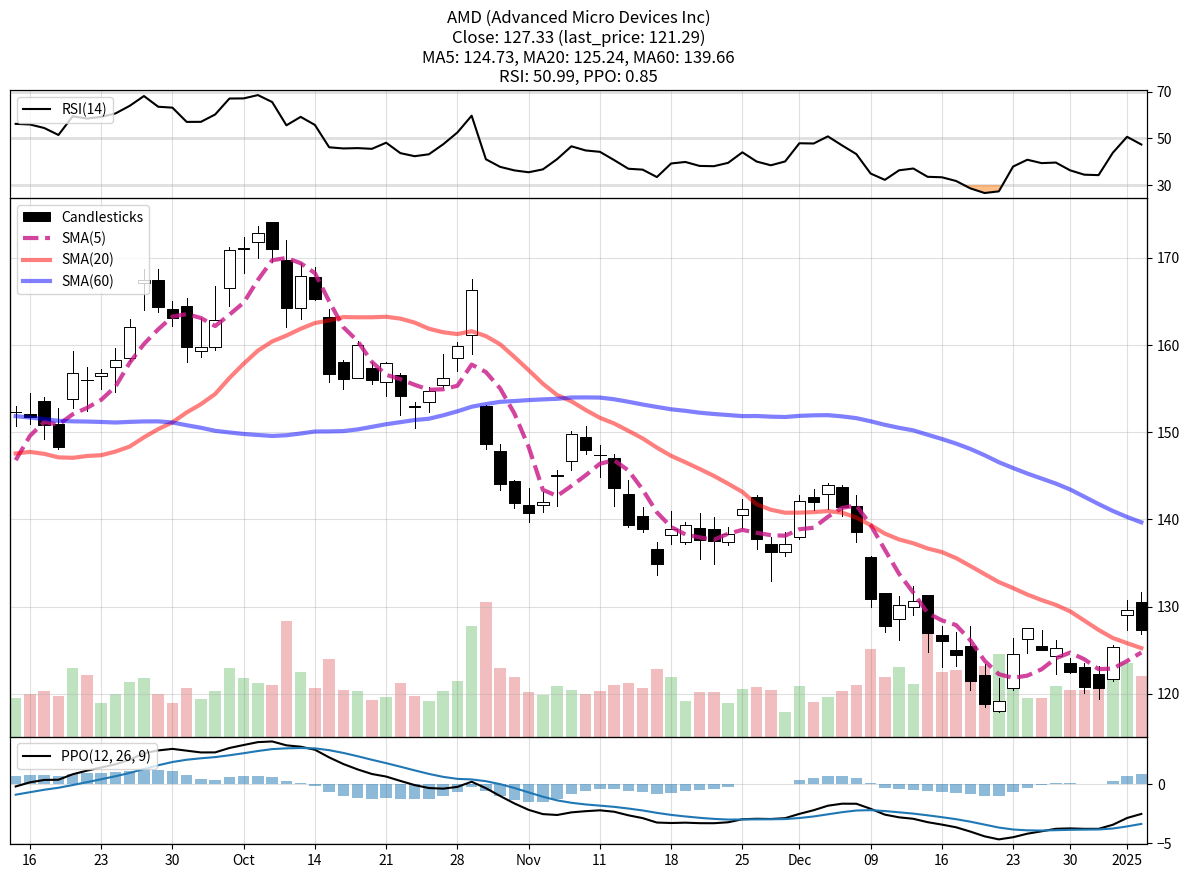 AMD (Advanced Micro Devices Inc)
Close: 127.33 (last_price: 121.29)
MA5: 124.73, MA20: 125.24, MA60: 139.66
RSI: 50.99, PPO: 0.85
RSI(14)
70
50
30
Candlesticks
SMA(5)
SMA(20)
SMA(60)
170
160
150
140
130
120
PPO(12, 26, 9)
0
−5
16 23 30 Oct 14 21 28 Nov 11 18 25 Dec 09 16 23 30 2025